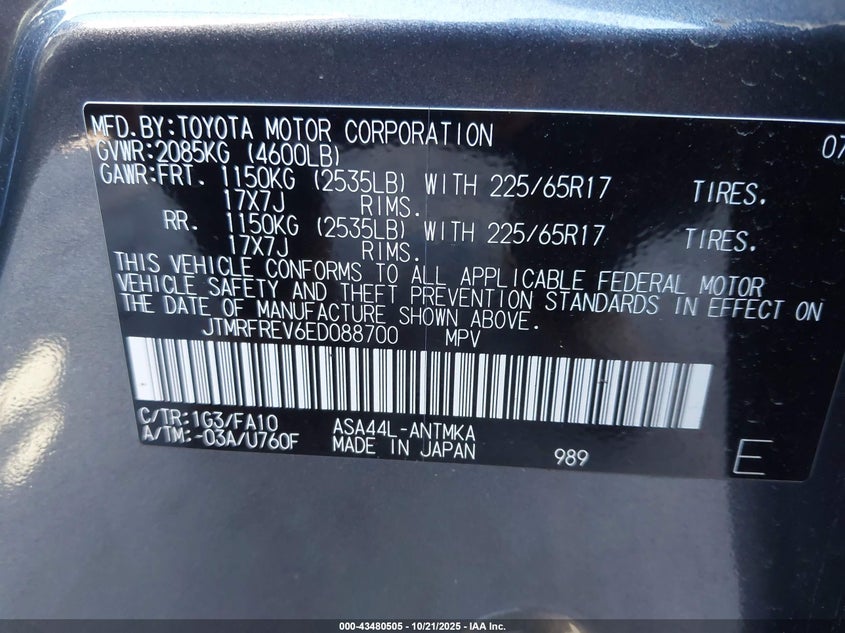 MFD.BY:TOYOTA MOTOR CORPORATION 07
GVWR:2085KG (4600LB)
GAWR:FRT. 1150KG (2535LB) WITH 225/65R17 TIRES.
17X7J RIMS.
RR. 1150KG (2535LB) WITH 225/65R17 TIRES.
17X7J RIMS.
THIS VEHICLE CONFORMS TO ALL APPLICABLE FEDERAL MOTOR
VEHICLE SAFETY AND THEFT PREVENTION STANDARDS IN EFFECT ON
THE DATE OF MANUFACTURE SHOWN ABOVE.
JTMRFREV6ED088700 MPV
C/TR:1G3/FA10 ASA44L-ANTMKA
A/TM:-03A/U760F MADE IN JAPAN 989 E
000-43480505 - 10/21/2025 - IAA Inc.